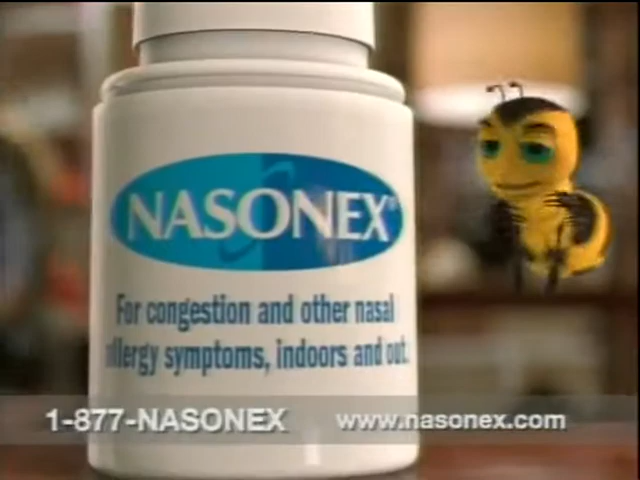 NASONEX®
For congestion and other nasal
allergy symptoms, indoors and out.
1-877-NASONEX www.nasonex.com